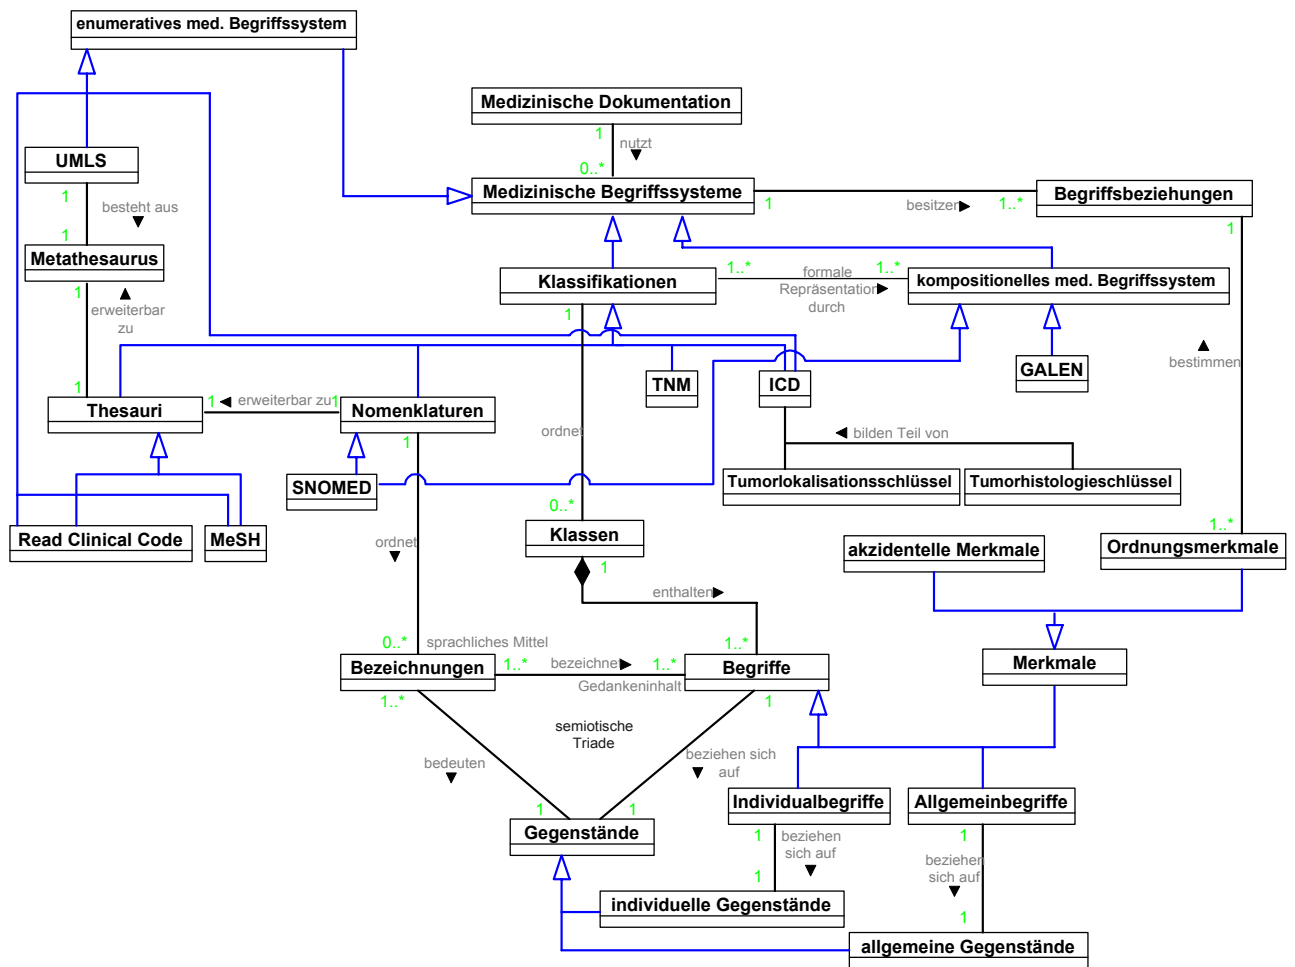 enumeratives med. Begriffssystem
Medizinische Dokumentation
1
nutzt
0..*
UMLS
Medizinische Begriffssysteme
1
besitzen
1..*
Begriffsbeziehungen
1
1
besteht aus
1
Metathesaurus
1
erweiterbar
zu
Klassifikationen
1
1..*
formale
Repräsentation
durch
1..*
kompositionelles med. Begriffssystem
bestimmen
GALEN
TNM
ICD
1
Thesauri
1
erweiterbar zu
1
Nomenklaturen
1
ordnet
bilden Teil von
SNOMED
Tumorlokalisationsschlüssel
Tumorhistologieschlüssel
0..*
1..*
Read Clinical Code
MeSH
Klassen
1
ordnet
akzidentelle Merkmale
Ordnungsmerkmale
enthalten
0..*
sprachliches Mittel
1..*
Bezeichnungen
1..*
bezeichnet
1..*
Begriffe
Merkmale
Gedankeninhalt
1..*
1
semiotische
Triade
bedeuten
beziehen sich
auf
1
1
Individualbegriffe
Allgemeinbegriffe
Gegenstände
1
beziehen
sich auf
1
1
beziehen
sich auf
1
individuelle Gegenstände
allgemeine Gegenstände